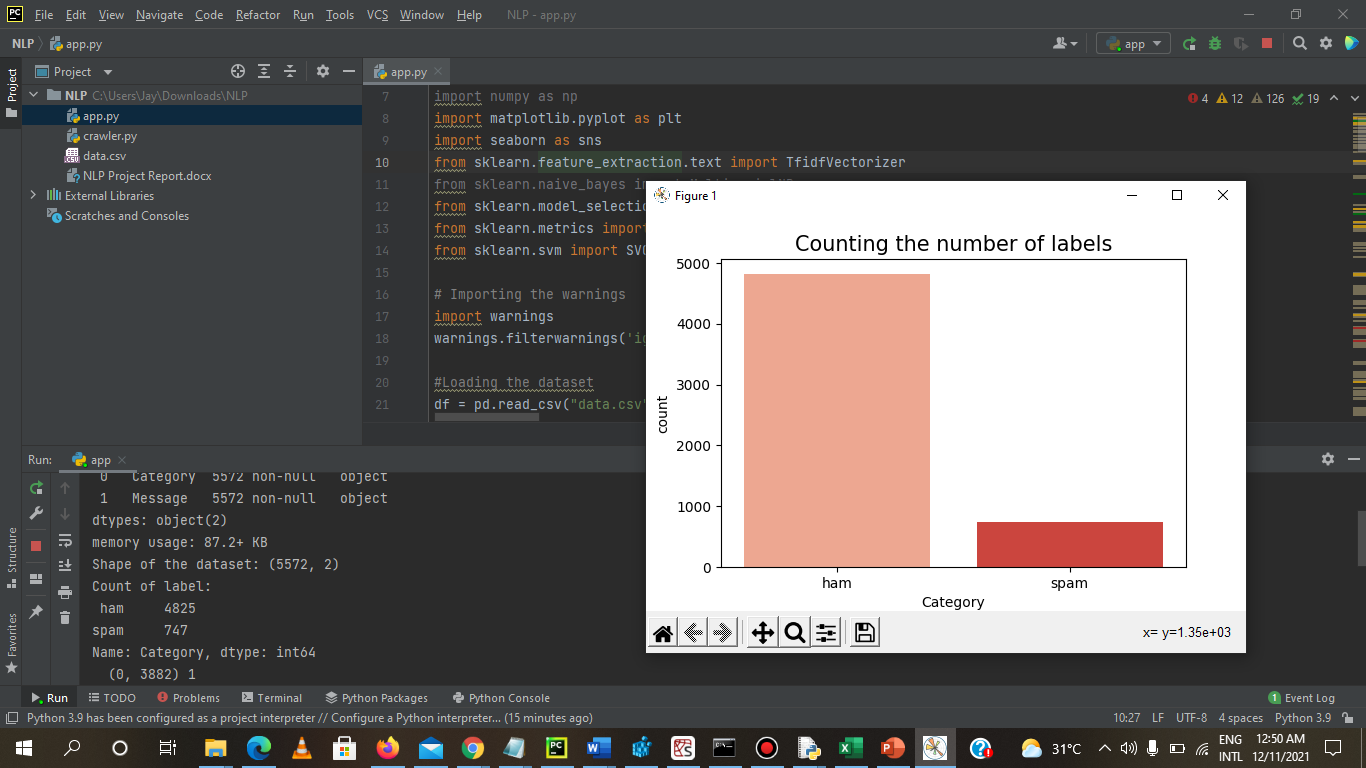 PC File Edit View Navigate Code Refactor Run Tools VCS Window Help NLP - app.py
NLP app.py app
Project
Project
app.py
NLP C:\Users\Jay\Downloads\NLP
app.py
crawler.py
data.csv
NLP Project Report.docx
External Libraries
Scratches and Consoles
4 12 126 19
7 import numpy as np
8 import matplotlib.pyplot as plt
9 import seaborn as sns
10 from sklearn.feature_extraction.text import TfidfVectorizer
11 from sklearn.naive_bayes
12 from sklearn.model_selectio
13 from sklearn.metrics import
14 from sklearn.svm import SVC
15
16 # Importing the warnings
17 import warnings
18 warnings.filterwarnings('i
19
20 #Loading the dataset
21 df = pd.read_csv("data.csv"
Figure 1
Counting the number of labels
5000
4000
3000
2000
1000
0
count
ham spam
Category
x= y=1.35e+03
Run: app
0 Category 5572 non-null object
1 Message 5572 non-null object
dtypes: object(2)
memory usage: 87.2+ KB
Shape of the dataset: (5572, 2)
Count of label:
ham 4825
spam 747
Name: Category, dtype: int64
(0, 3882) 1
Structure
Favorites
Run TODO Problems Terminal Python Packages Python Console 1 Event Log
Python 3.9 has been configured as a project interpreter // Configure a Python interpreter... (15 minutes ago) 10:27 LF UTF-8 4 spaces Python 3.9
31°C ENG 12:50 AM
INTL 12/11/2021